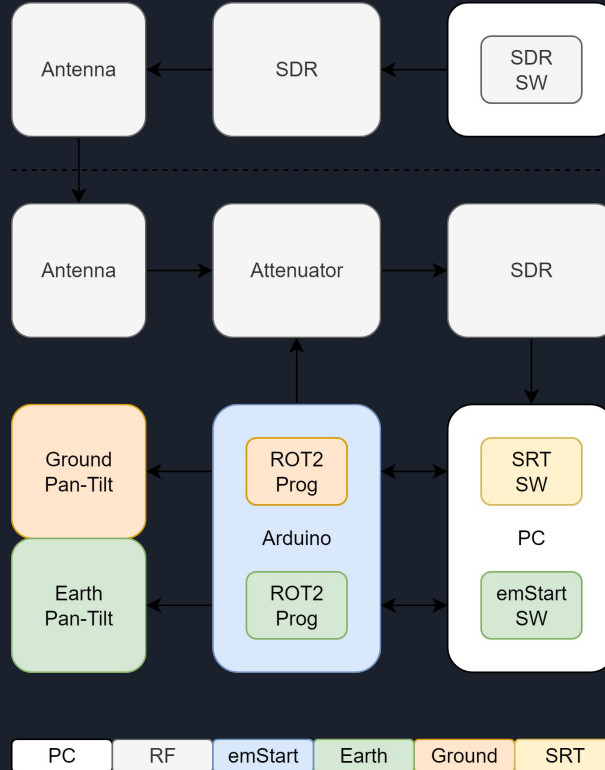 Antenna
SDR
SDR
SW
Antenna
Attenuator
SDR
Ground
Pan-Tilt
ROT2
Prog
SRT
SW
Arduino
PC
Earth
Pan-Tilt
ROT2
Prog
emStart
SW
PC
RF
emStart
Earth
Ground
SRT